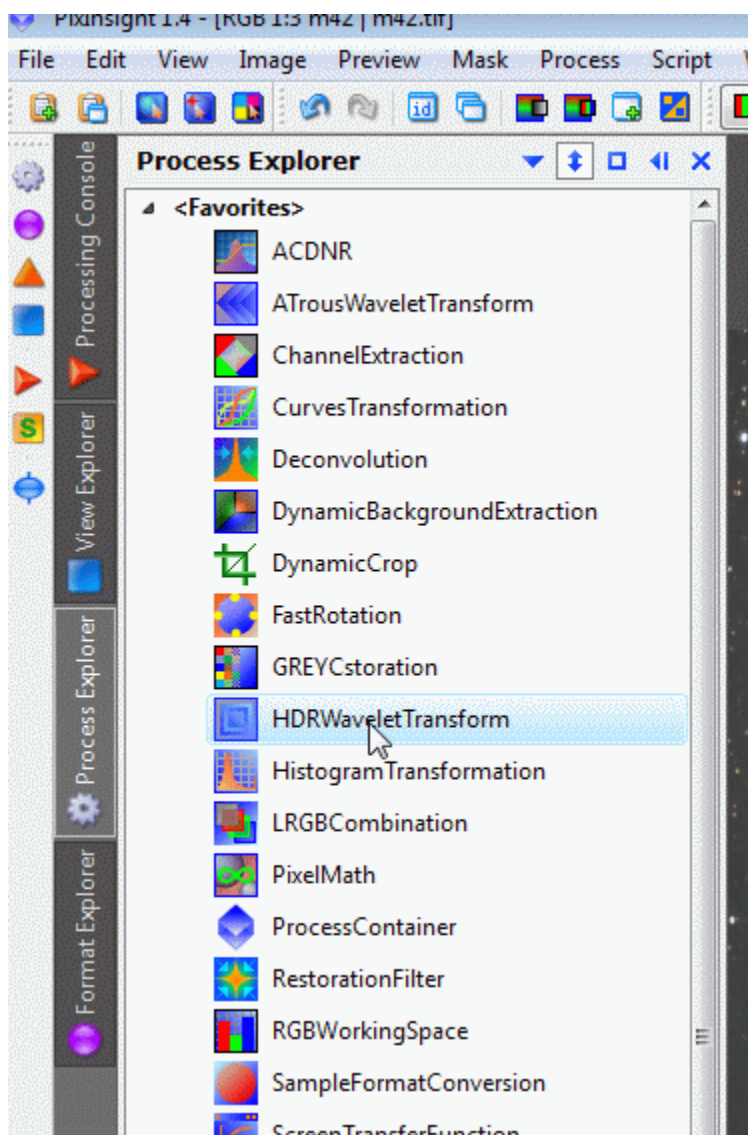 PixInsight 1.4 - [RGB 1:3 m42 | m42.tif]
File Edit View Image Preview Mask Process Script
id
Process Explorer
<Favorites>
ACDNR
ATrousWaveletTransform
ChannelExtraction
CurvesTransformation
Deconvolution
DynamicBackgroundExtraction
DynamicCrop
FastRotation
GREYCstoration
HDRWaveletTransform
HistogramTransformation
LRGBCombination
PixelMath
ProcessContainer
RestorationFilter
RGBWorkingSpace
SampleFormatConversion
ScreenTransferFunction
Processing Console
View Explorer
Process Explorer
Format Explorer
S